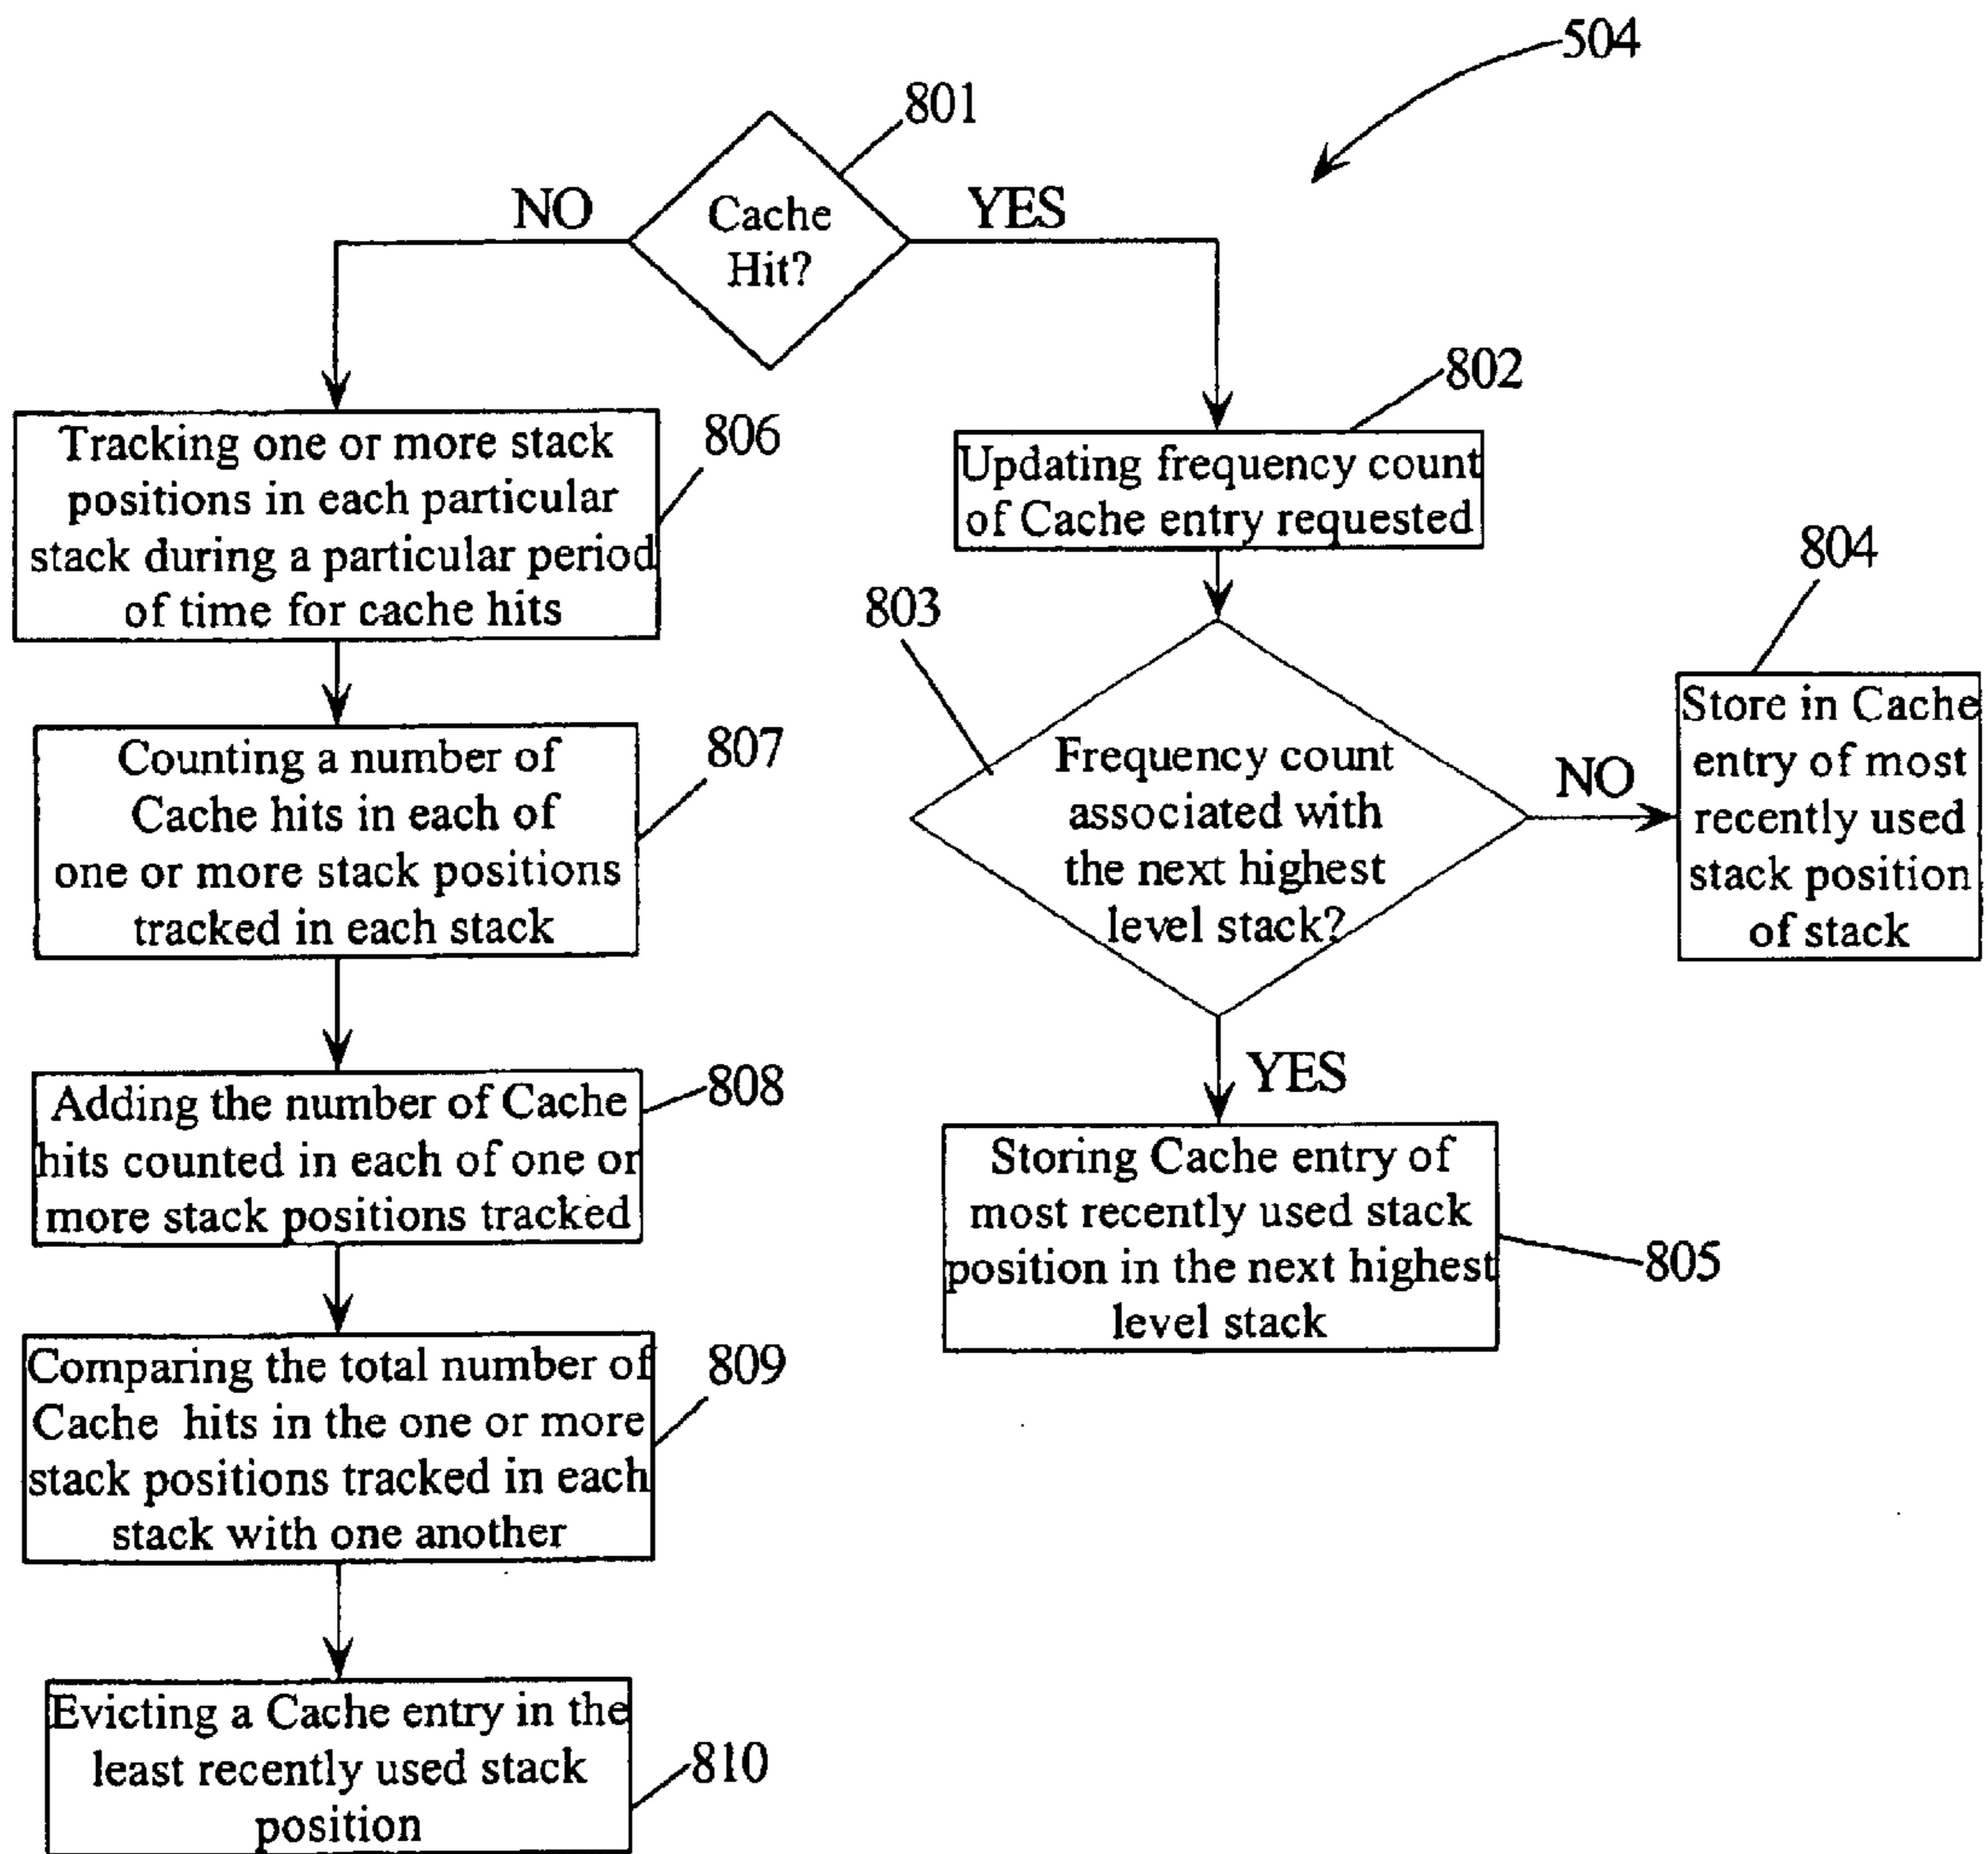 504
801
NO
YES
Cache
Hit?
806
Tracking one or more stack
positions in each particular
stack during a particular period
of time for cache hits
802
Updating frequency count
of Cache entry requested
803
Frequency count
associated with
the next highest
level stack?
NO
804
Store in Cache
entry of most
recently used
stack position
of stack
807
Counting a number of
Cache hits in each of
one or more stack positions
tracked in each stack
YES
808
Adding the number of Cache
hits counted in each of one or
more stack positions tracked
Storing Cache entry of
most recently used stack
position in the next highest
level stack
805
809
Comparing the total number of
Cache hits in the one or more
stack positions tracked in each
stack with one another
Evicting a Cache entry in the
least recently used stack
position
810